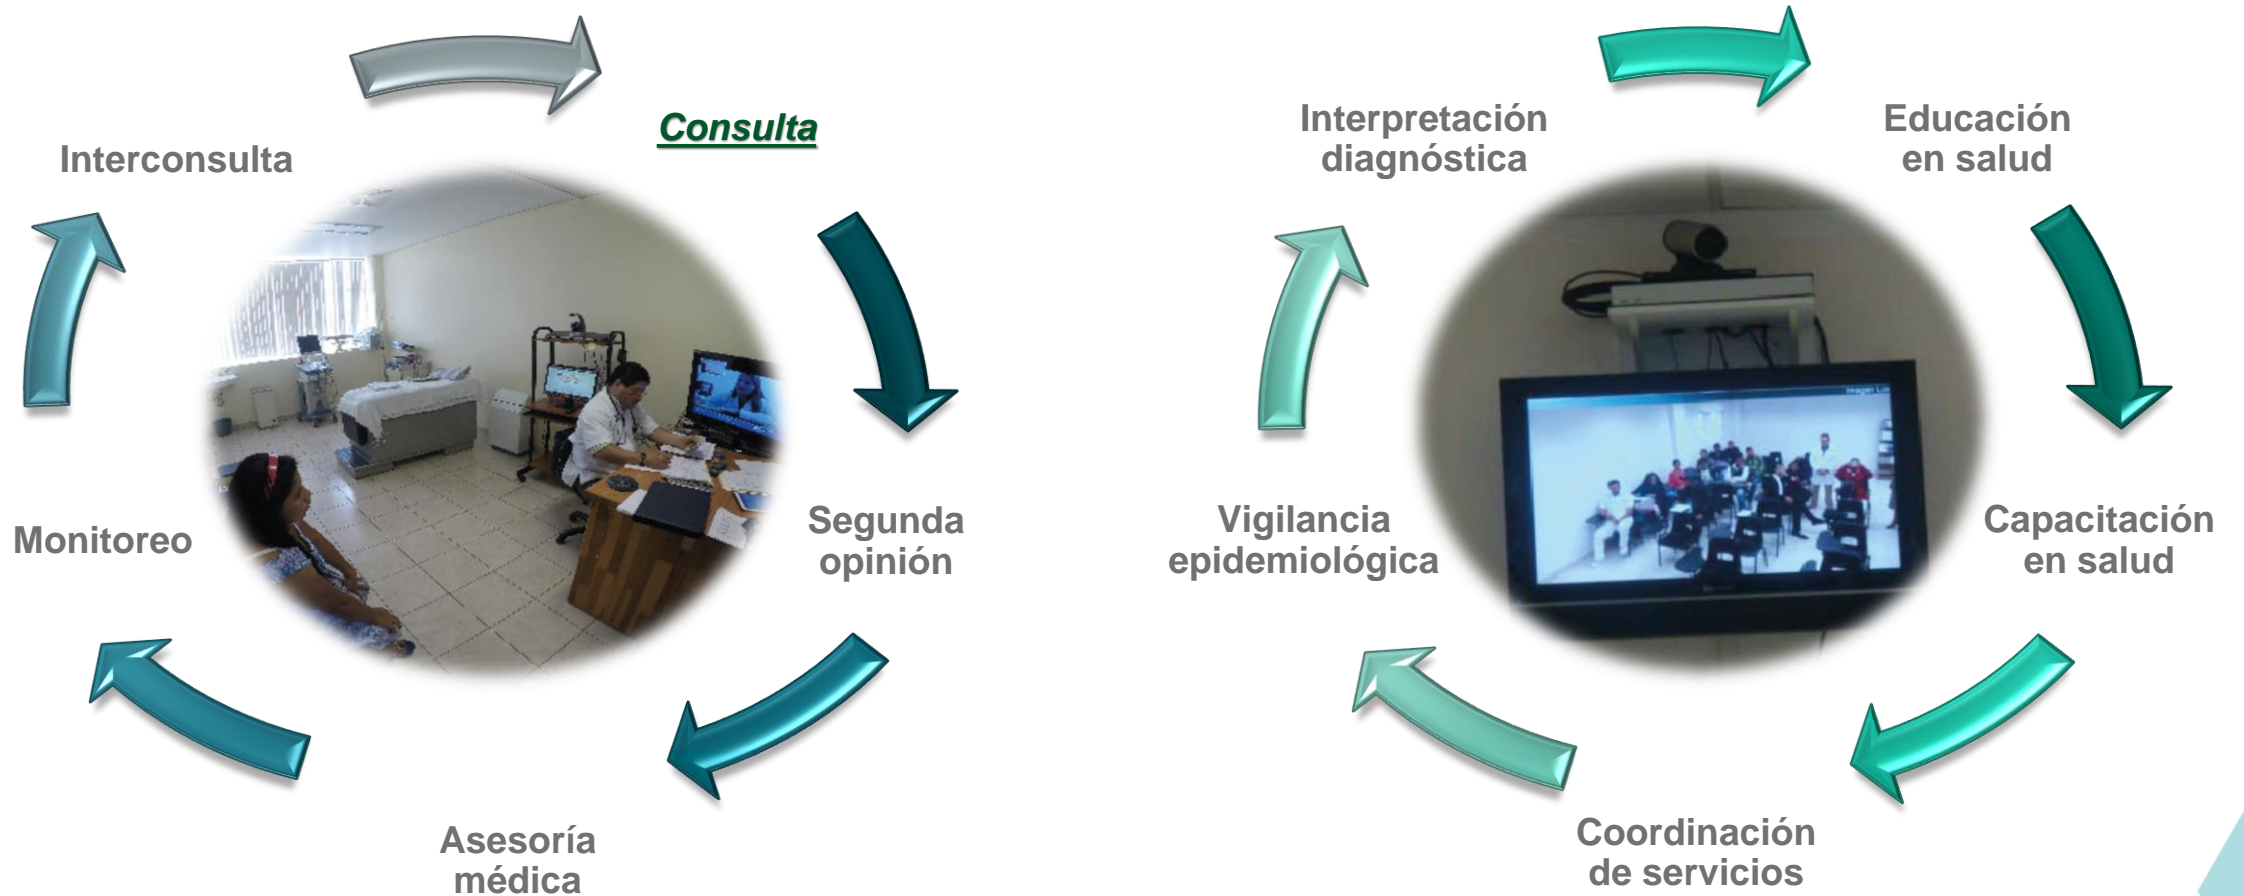 Consulta
Interconsulta
Segunda
opinión
Monitoreo
Asesoría
médica
Interpretación
diagnóstica
Educación
en salud
Capacitación
en salud
Vigilancia
epidemiológica
Coordinación
de servicios